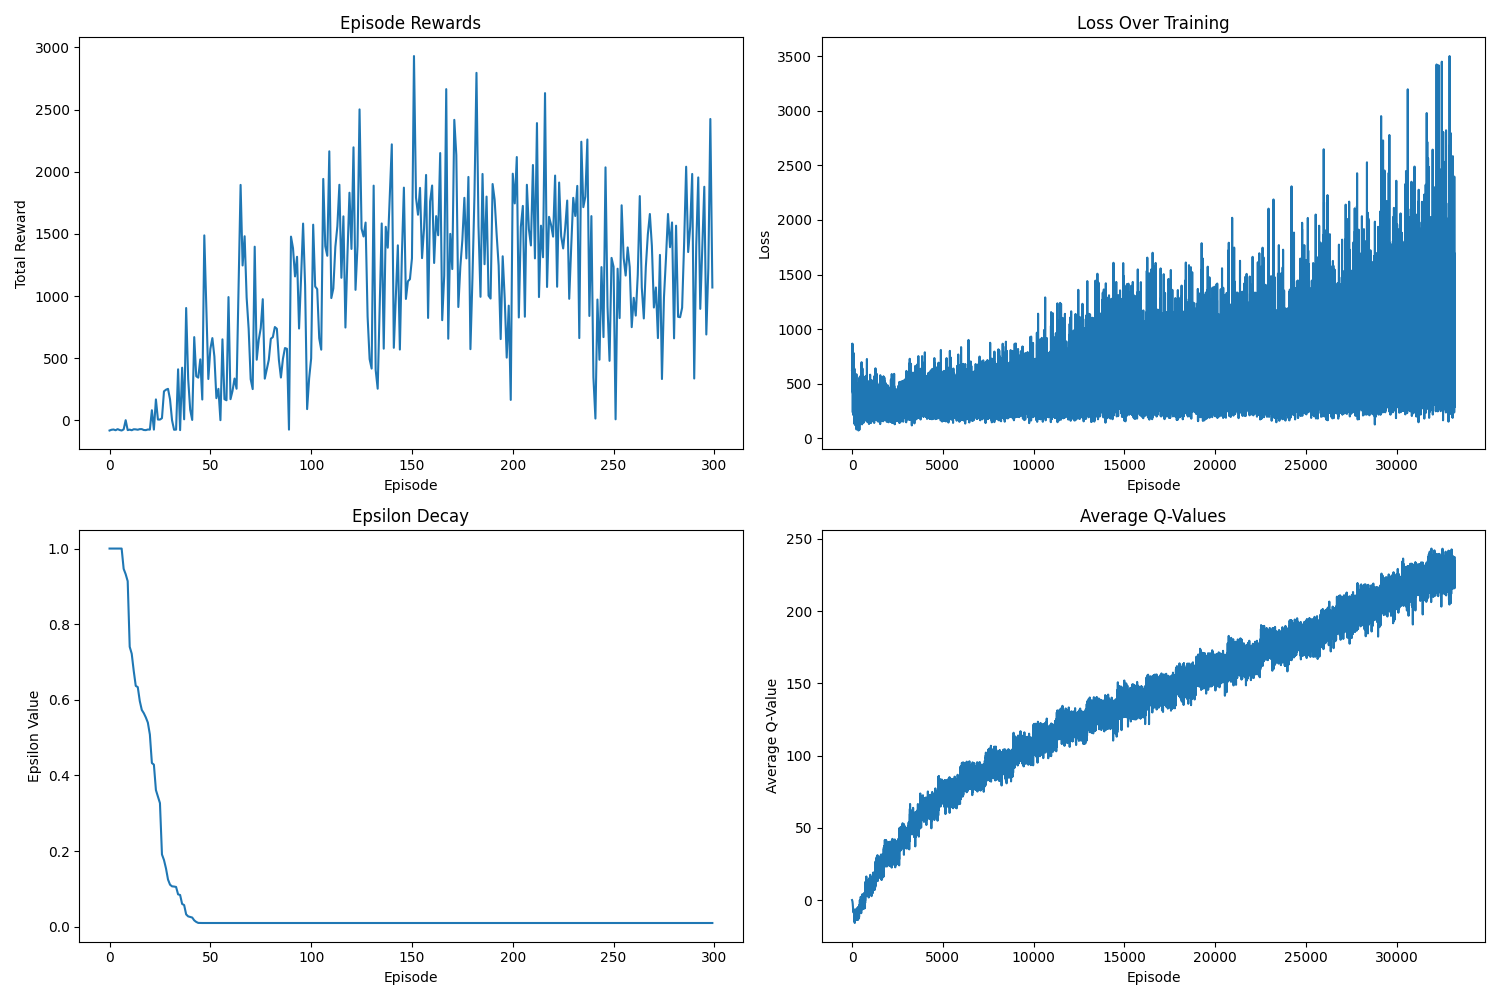 Episode Rewards
3000
2500
2000
1500
1000
500
0
Total Reward
0 50 100 150 200 250 300
Episode
Loss Over Training
3500
3000
2500
2000
1500
1000
500
0
Loss
0 5000 10000 15000 20000 25000 30000
Episode
Epsilon Decay
1.0
0.8
0.6
0.4
0.2
0.0
Epsilon Value
0 50 100 150 200 250 300
Episode
Average Q-Values
250
200
150
100
50
0
Average Q-Value
0 5000 10000 15000 20000 25000 30000
Episode